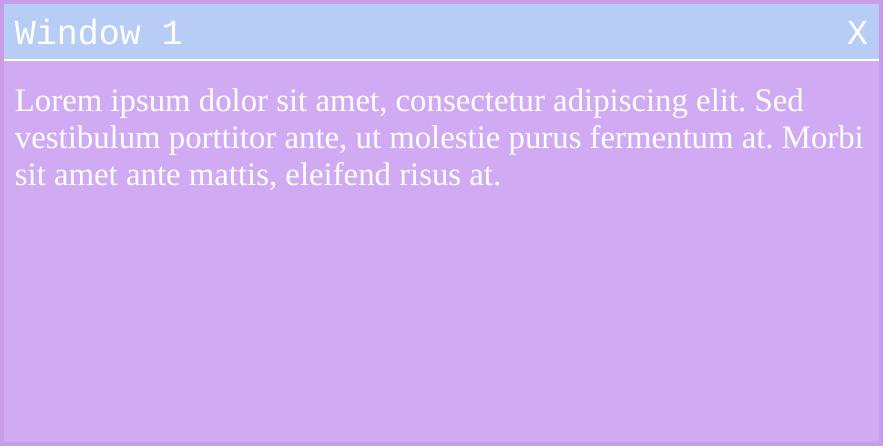 Window 1 X
Lorem ipsum dolor sit amet, consectetur adipiscing elit. Sed
vestibulum porttitor ante, ut molestie purus fermentum at. Morbi
sit amet ante mattis, eleifend risus at.